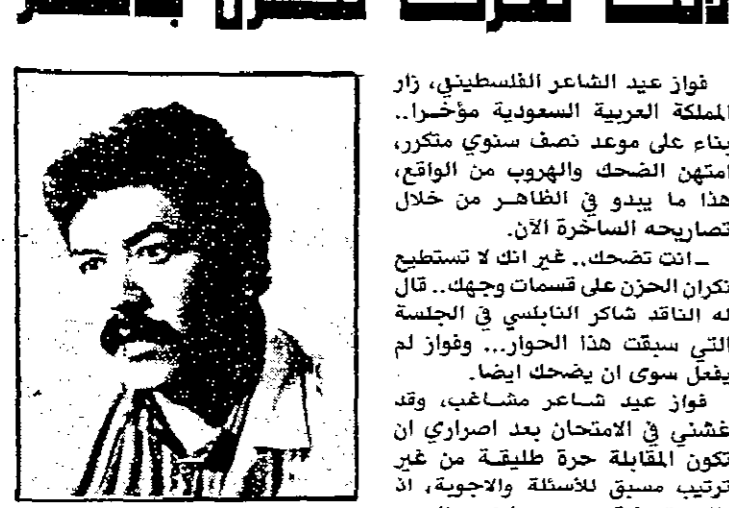 فواز عيد الشاعر الفلسطيني، زار
المملكة العربية السعودية مؤخرا..
بناء على موعد نصف سنوي متكرر،
امتهن الضحك والهروب من الواقع،
هذا ما يبدو في الظاهر من خلال
تصاريحه الساخرة الآن.
ـ انت تضحك.. غير انك لا تستطيع
نكران الحزن على قسمات وجهك.. قال
له الناقد شاكر النابلسي في الجلسة
التي سبقت هذا الحوار... وفواز لم
يفعل سوى ان يضحك ايضا.
فواز عيد شاعر مشاغب، وقد
غشني في الامتحان بعد اصراري ان
تكون المقابلة حرة طليقة من غير
ترتيب مسبق للأسئلة والاجوبة، اذ